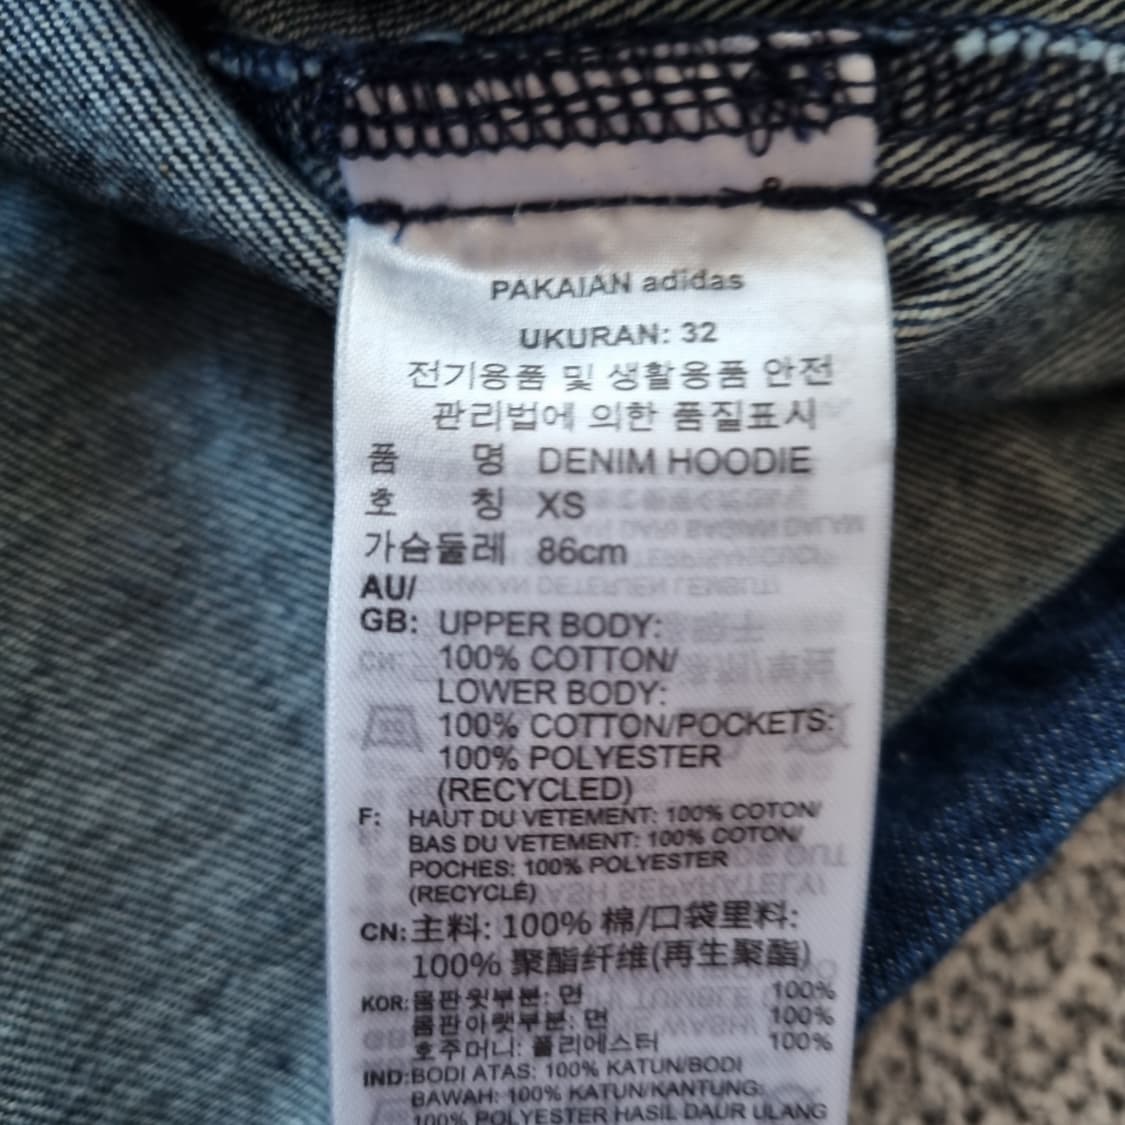 PAKAIAN adidas
UKURAN: 32
전기용품 및 생활용품 안전
관리법에 의한 품질표시
품 명 DENIM HOODIE
호 칭 XS
가슴둘레 86cm
AU/
GB: UPPER BODY:
100% COTTON/
LOWER BODY:
100% COTTON/POCKETS:
100% POLYESTER
(RECYCLED)
F: HAUT DU VETEMENT: 100% COTON/
BAS DU VETEMENT: 100% COTON/
POCHES: 100% POLYESTER
(RECYCLÉ)
CN: 主料: 100% 棉/口袋里料:
100% 聚酯纤维(再生聚酯)
KOR: 몸판윗부분: 면 100%
몸판아랫부분: 면 100%
호주머니: 폴리에스터 100%
IND: BODI ATAS: 100% KATUN/BODI
BAWAH: 100% KATUN/KANTUNG:
100% POLYESTER HASIL DAUR ULANG